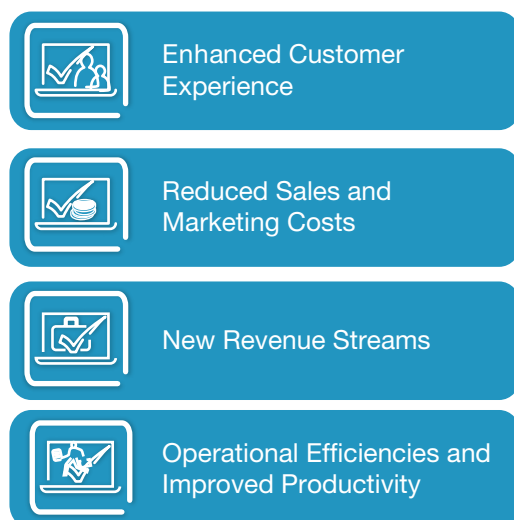 Enhanced Customer
Experience
Reduced Sales and
Marketing Costs
New Revenue Streams
Operational Efficiencies and
Improved Productivity